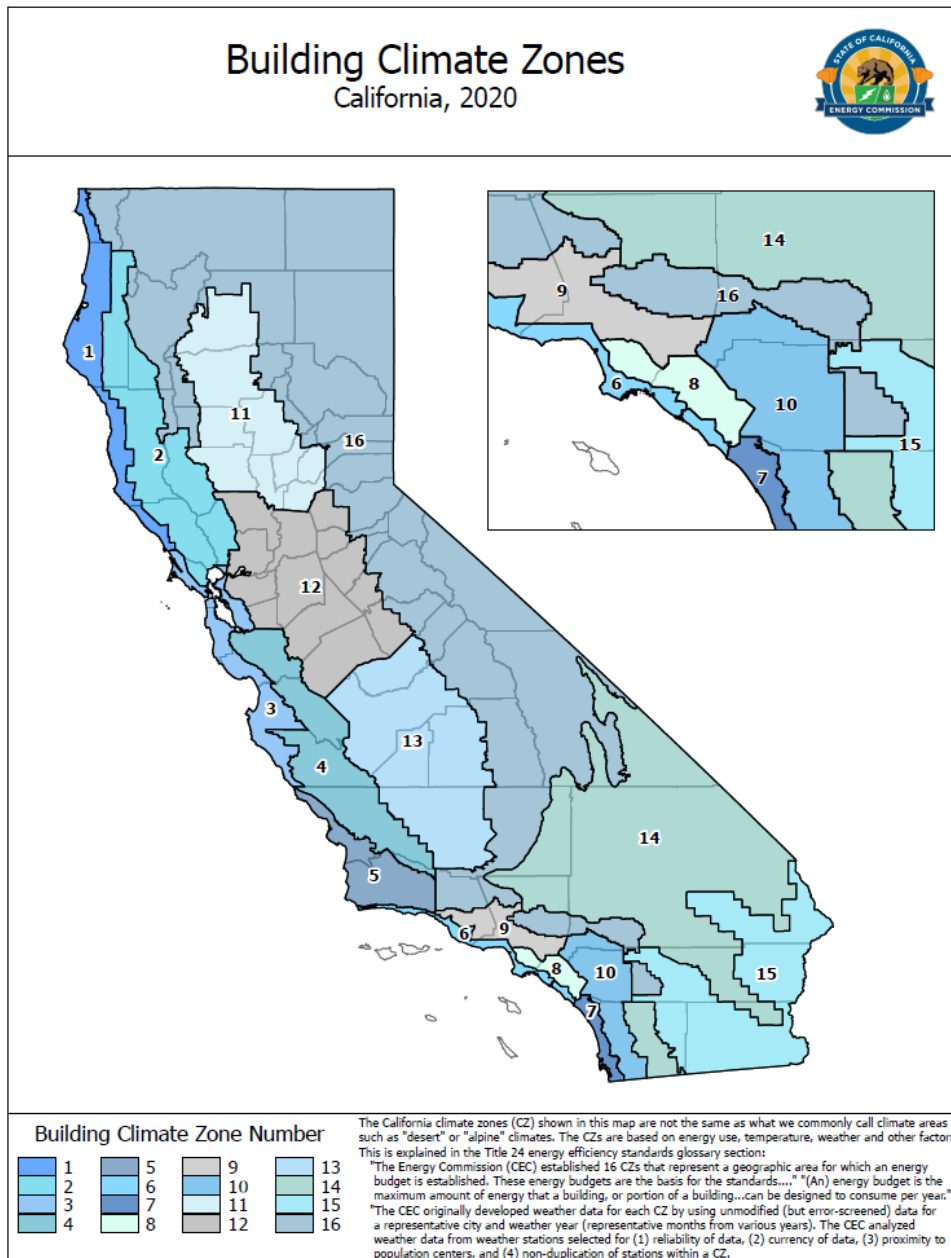 Building Climate Zones
California, 2020
STATE OF CALIFORNIA
ENERGY COMMISSION
14
9
16
6
8
10
15
7
1
11
2
16
12
3
13
4
14
5
9
6
8
10
15
7
Building Climate Zone Number
1
2
3
4
5
6
7
8
9
10
11
12
13
14
15
16
The California climate zones (CZ) shown in this map are not the same as what we commonly call climate areas
such as "desert" or "alpine" climates. The CZs are based on energy use, temperature, weather and other factor
This is explained in the Title 24 energy efficiency standards glossary section:
"The Energy Commission (CEC) established 16 CZs that represent a geographic area for which an energy
budget is established. These energy budgets are the basis for the standards...." "(An) energy budget is the
maximum amount of energy that a building, or portion of a building...can be designed to consume per year."
"The CEC originally developed weather data for each CZ by using unmodified (but error-screened) data for
a representative city and weather year (representative months from various years). The CEC analyzed
weather data from weather stations selected for (1) reliability of data, (2) currency of data, (3) proximity to
population centers, and (4) non-duplication of stations within a CZ.